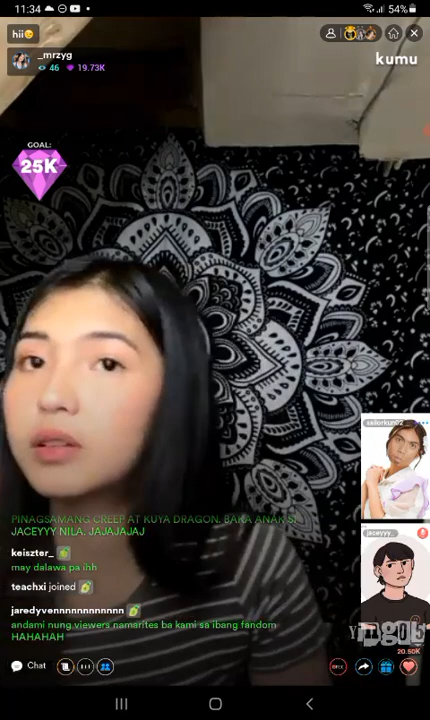 11:34
54%
hii
_mrzyg
46 19.73K
kumu
GOAL:
25K
sailorkun02
PINAGSAMANG CREEP AT KUYA DRAGON. BAKA ANAK SI
JACEYYY NILA. JAJAJAJAJ
keiszter_
may dalawa pa ihh
jaceyyy_
teachxi joined
jaredyvennnnnnnnnnnn
andami nung viewers namarites ba kami sa ibang fandom
HAHAHAH
20.50K
Chat